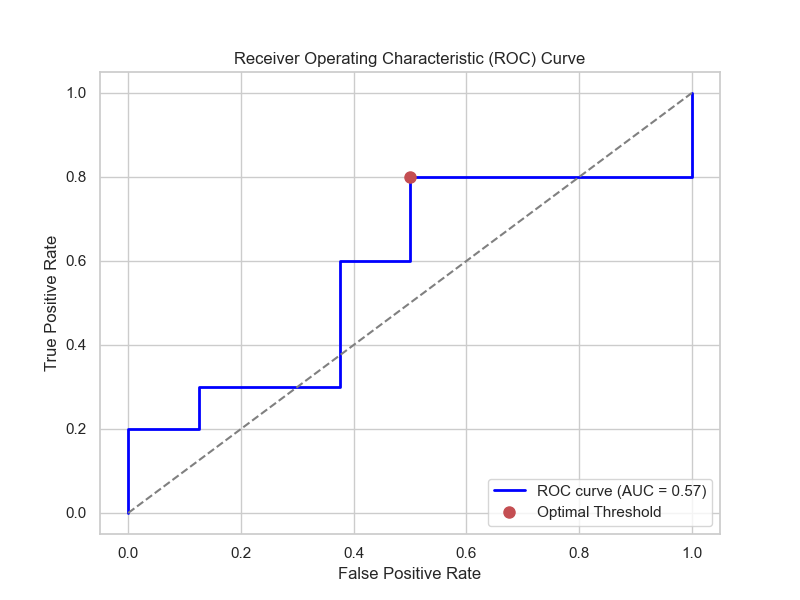 Receiver Operating Characteristic (ROC) Curve
1.0
0.8
0.6
0.4
0.2
0.0
True Positive Rate
0.0 0.2 0.4 0.6 0.8 1.0
False Positive Rate
ROC curve (AUC = 0.57)
Optimal Threshold